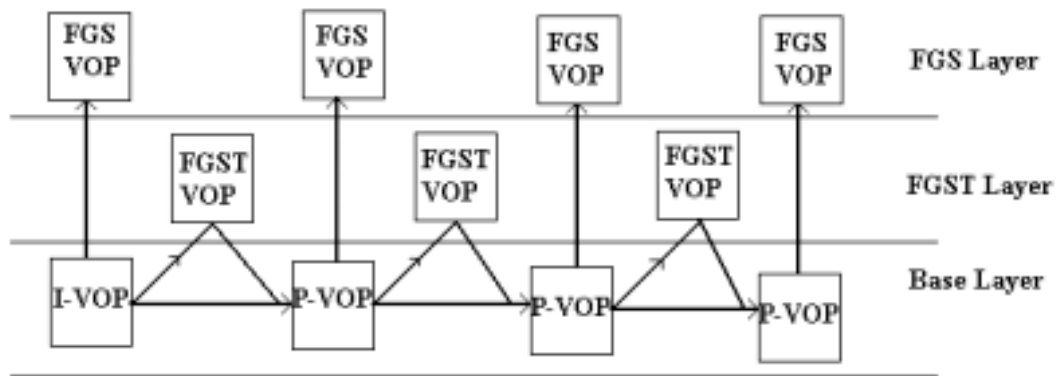 FGS
VOP
FGS
VOP
FGS
VOP
FGS
VOP
FGS Layer
FGST
VOP
FGST
VOP
FGST
VOP
FGST Layer
I-VOP
P-VOP
P-VOP
P-VOP
Base Layer